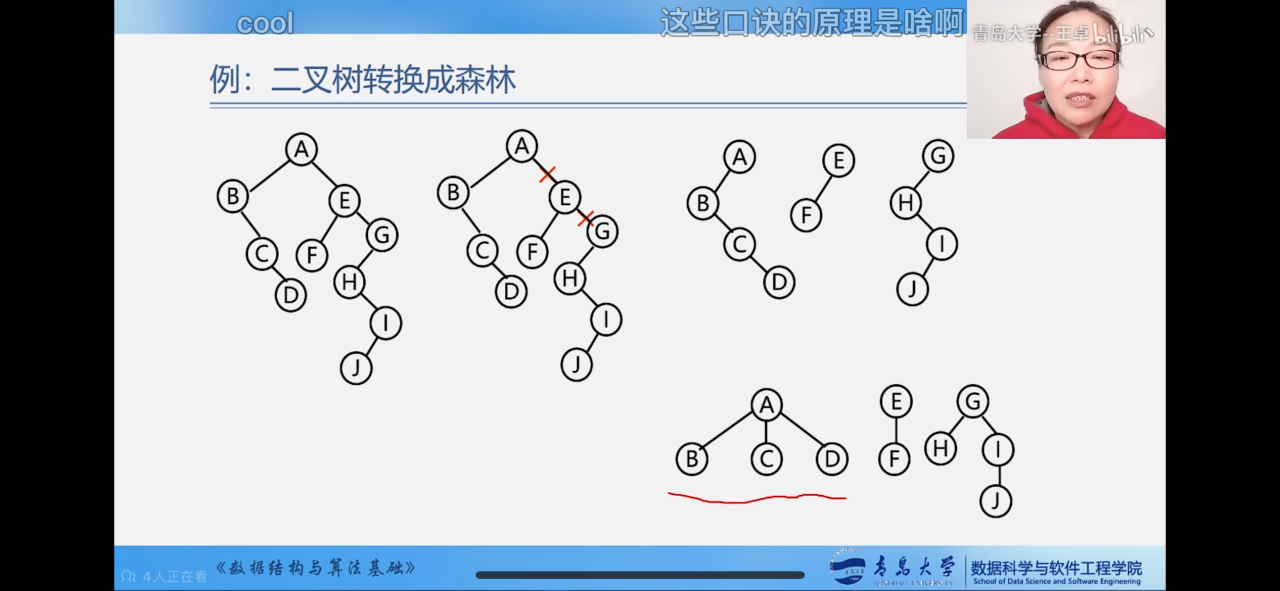 cool
这些口诀的原理是啥啊
青岛大学-王卓 bilibili
例：二叉树转换成森林
A
B
E
C
F
G
D
H
I
J
A
B
E
C
F
G
D
H
I
J
A
B
C
D
E
F
G
H
I
J
A
B
C
D
E
F
G
H
I
J
4人正在看
《数据结构与算法基础》
青岛大学
QINGDAO UNIVERSITY
数据科学与软件工程学院
School of Data Science and Software Engineering